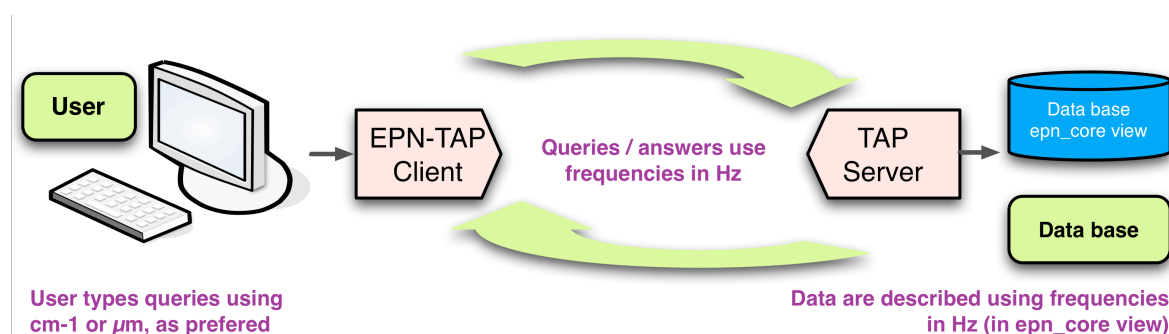 User
EPN-TAP
Client
Queries / answers use
frequencies in Hz
TAP
Server
Data base
epn_core view
Data base
User types queries using
cm-1 or µm, as preferred
Data are described using frequencies
in Hz (in epn_core view)